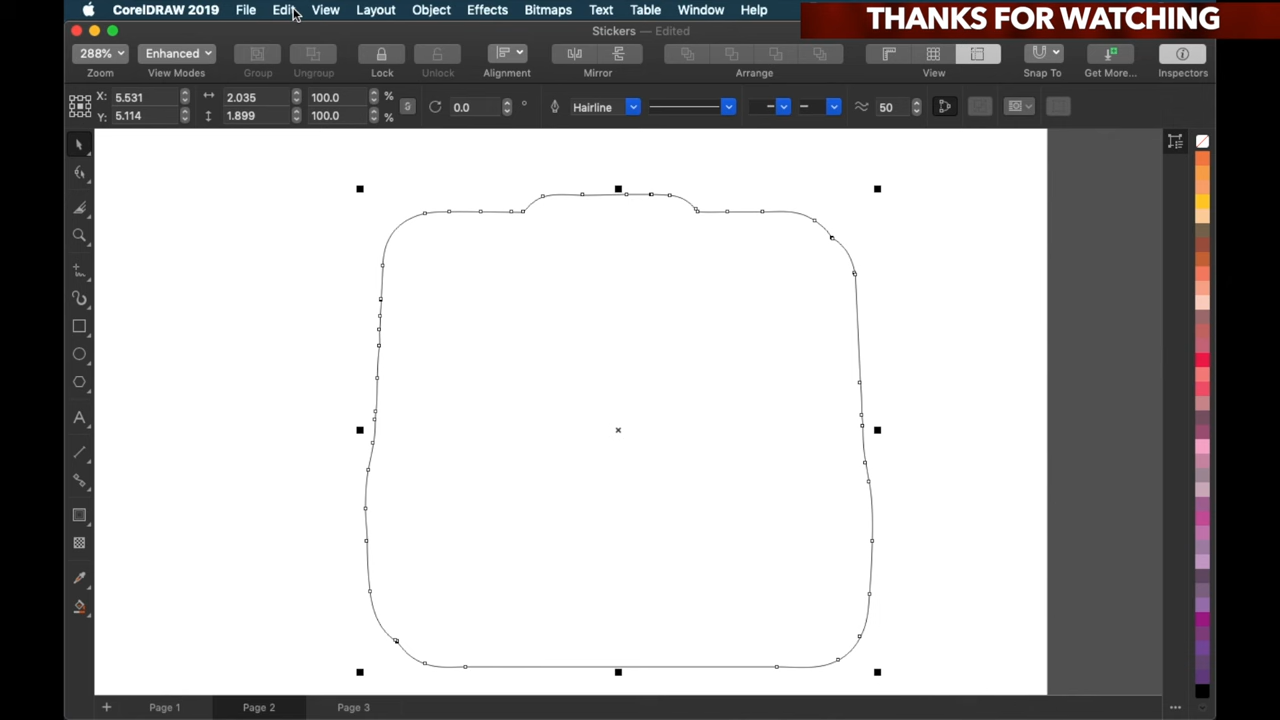 CorelDRAW 2019 File Edit View Layout Object Effects Bitmaps Text Table Window Help
THANKS FOR WATCHING
Stickers — Edited
288% Enhanced
Zoom View Modes Group Ungroup Lock Unlock Alignment Mirror Arrange View Snap To Get More... Inspectors
X: 5.531 2.035 100.0 % 0.0 ° Hairline 50
Y: 5.114 1.899 100.0 %
Page 1 Page 2 Page 3